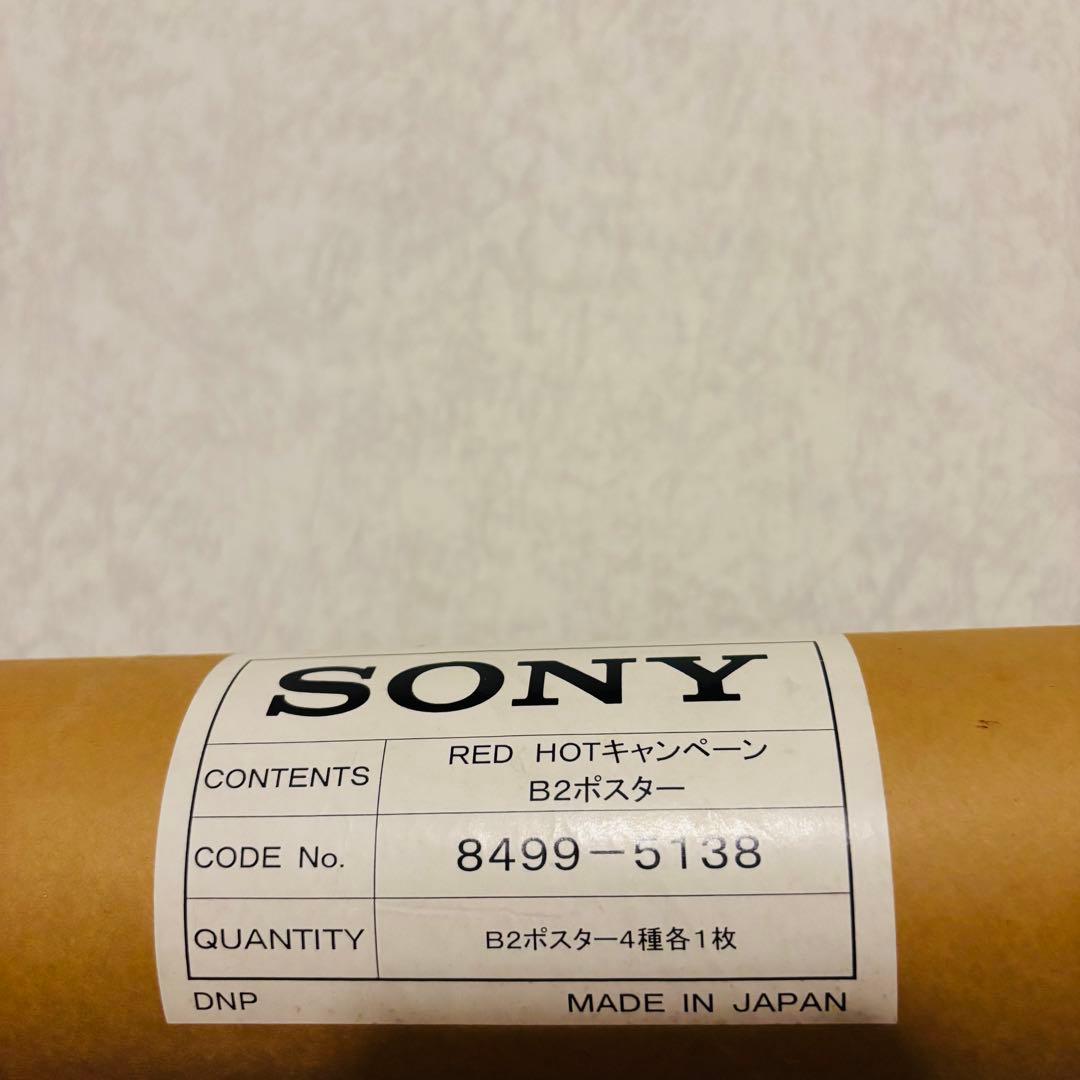 SONY
CONTENTS
RED HOTキャンペーン
B2ポスター
CODE No.
8499-5138
QUANTITY
B2ポスター4種各1枚
DNP
MADE IN JAPAN